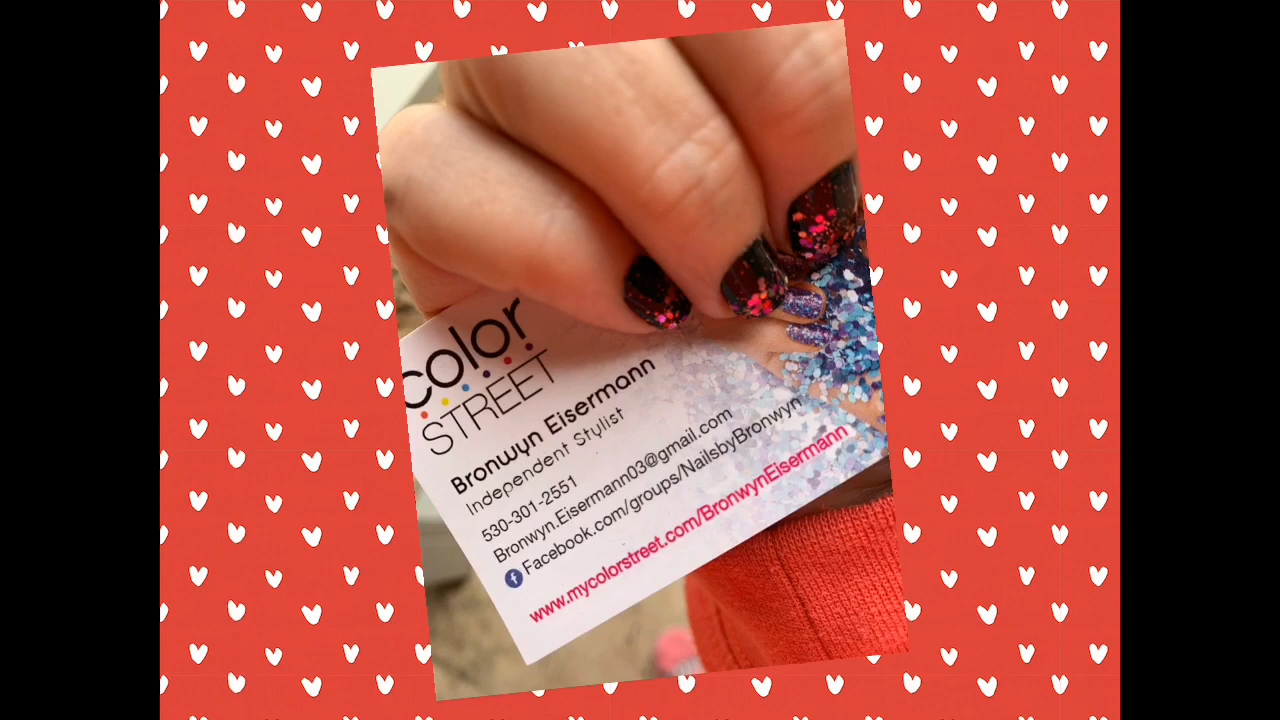 color
STREET
Bronwyn Eisermann
Independent Stylist
530-301-2551
Bronwyn.Eisermann03@gmail.com
Facebook.com/groups/NailsbyBronwyn
www.mycolorstreet.com/BronwynEisermann